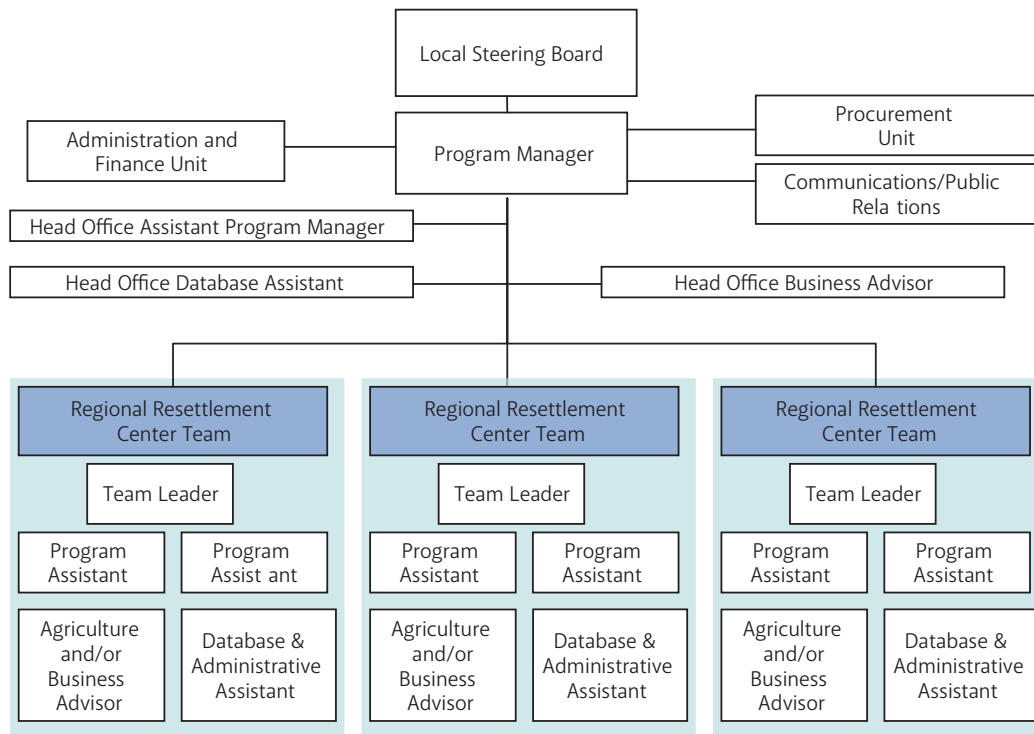 Local Steering Board
Administration and
Finance Unit
Program Manager
Procurement
Unit
Communications/Public
Rela tions
Head Office Assistant Program Manager
Head Office Database Assistant
Head Office Business Advisor
Regional Resettlement
Center Team
Team Leader
Program
Assistant
Program
Assist ant
Agriculture
and/or
Business
Advisor
Database &
Administrative
Assistant
Regional Resettlement
Center Team
Team Leader
Program
Assistant
Program
Assistant
Agriculture
and/or
Business
Advisor
Database &
Administrative
Assistant
Regional Resettlement
Center Team
Team Leader
Program
Assistant
Program
Assistant
Agriculture
and/or
Business
Advisor
Database &
Administrative
Assistant